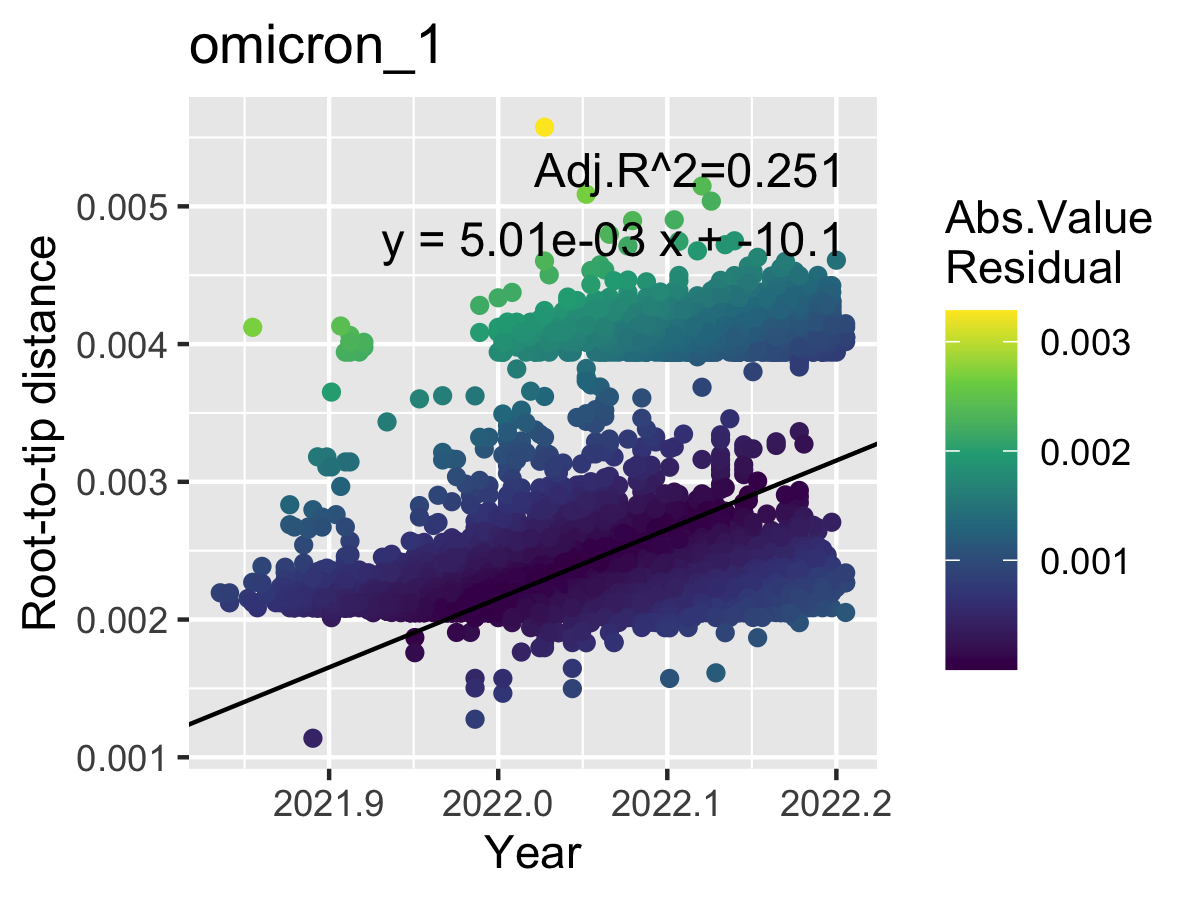 omicron_1
Adj.R^2=0.251
y = 5.01e-03 x + -10.1
Root-to-tip distance
0.005
0.004
0.003
0.002
0.001
2021.9
2022.0
2022.1
2022.2
Year
Abs.Value
Residual
0.003
0.002
0.001